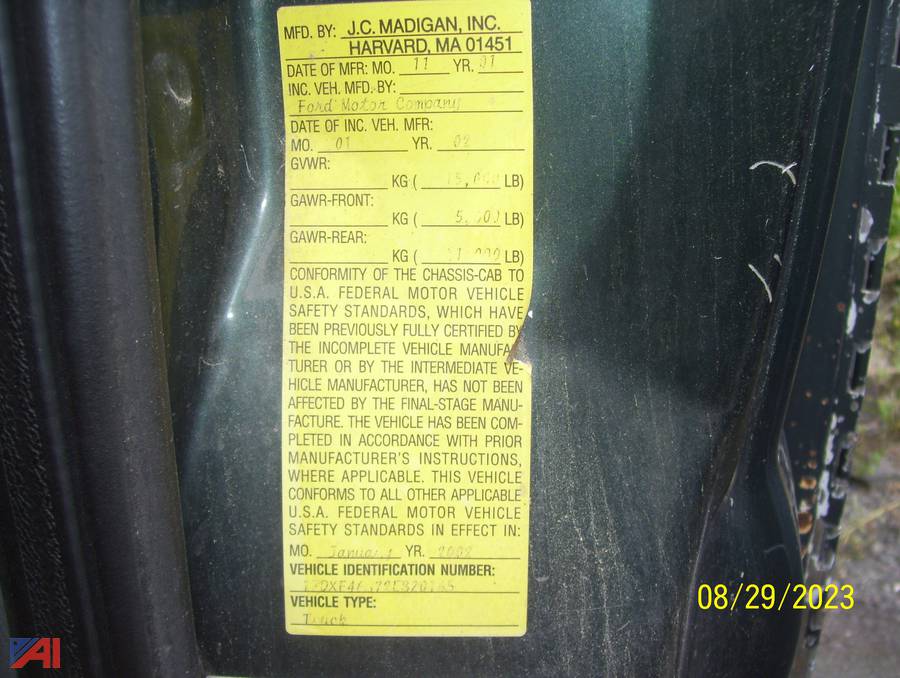 MFD. BY: J.C. MADIGAN, INC.
HARVARD, MA 01451
DATE OF MFR: MO. 11 YR. 01
INC. VEH. MFD. BY:
Ford Motor Company
DATE OF INC. VEH. MFR:
MO. 01 YR. 02
GVWR:
KG ( 15,000 LB)
GAWR-FRONT:
KG ( LB)
GAWR-REAR:
KG ( LB)
CONFORMITY OF THE CHASSIS-CAB TO
U.S.A. FEDERAL MOTOR VEHICLE
SAFETY STANDARDS, WHICH HAVE
BEEN PREVIOUSLY FULLY CERTIFIED BY
THE INCOMPLETE VEHICLE MANUFAC-
TURER OR BY THE INTERMEDIATE VE-
HICLE MANUFACTURER, HAS NOT BEEN
AFFECTED BY THE FINAL-STAGE MANU-
FACTURE. THE VEHICLE HAS BEEN COM-
PLETED IN ACCORDANCE WITH PRIOR
MANUFACTURER'S INSTRUCTIONS,
WHERE APPLICABLE. THIS VEHICLE
CONFORMS TO ALL OTHER APPLICABLE
U.S.A. FEDERAL MOTOR VEHICLE
SAFETY STANDARDS IN EFFECT IN:
MO. January YR. 2002
VEHICLE IDENTIFICATION NUMBER:
VEHICLE TYPE:
Truck
08/29/2023
AI